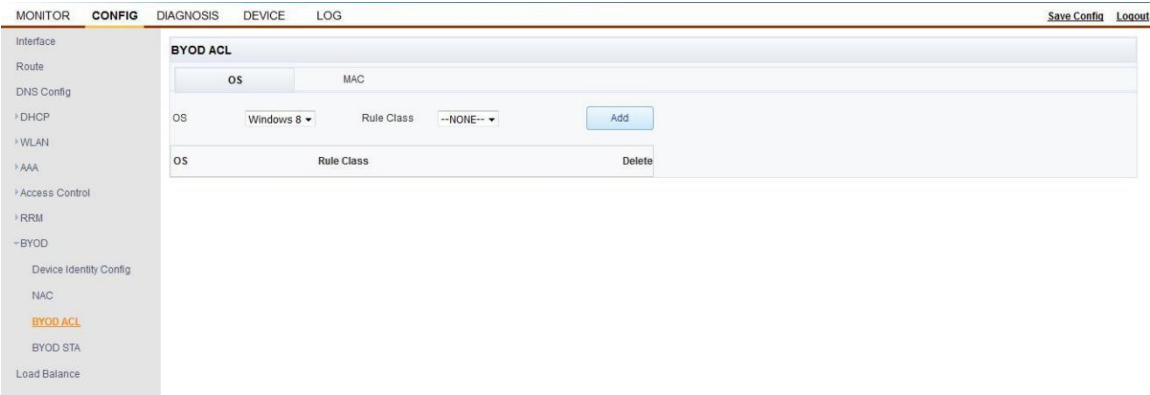 MONITOR CONFIG DIAGNOSIS DEVICE LOG Save Config Logout
Interface
Route
DNS Config
DHCP
WLAN
AAA
Access Control
RRM
BYOD
Device Identity Config
NAC
BYOD ACL
BYOD STA
Load Balance
BYOD ACL
OS MAC
OS Windows 8 Rule Class --NONE-- Add
OS Rule Class Delete